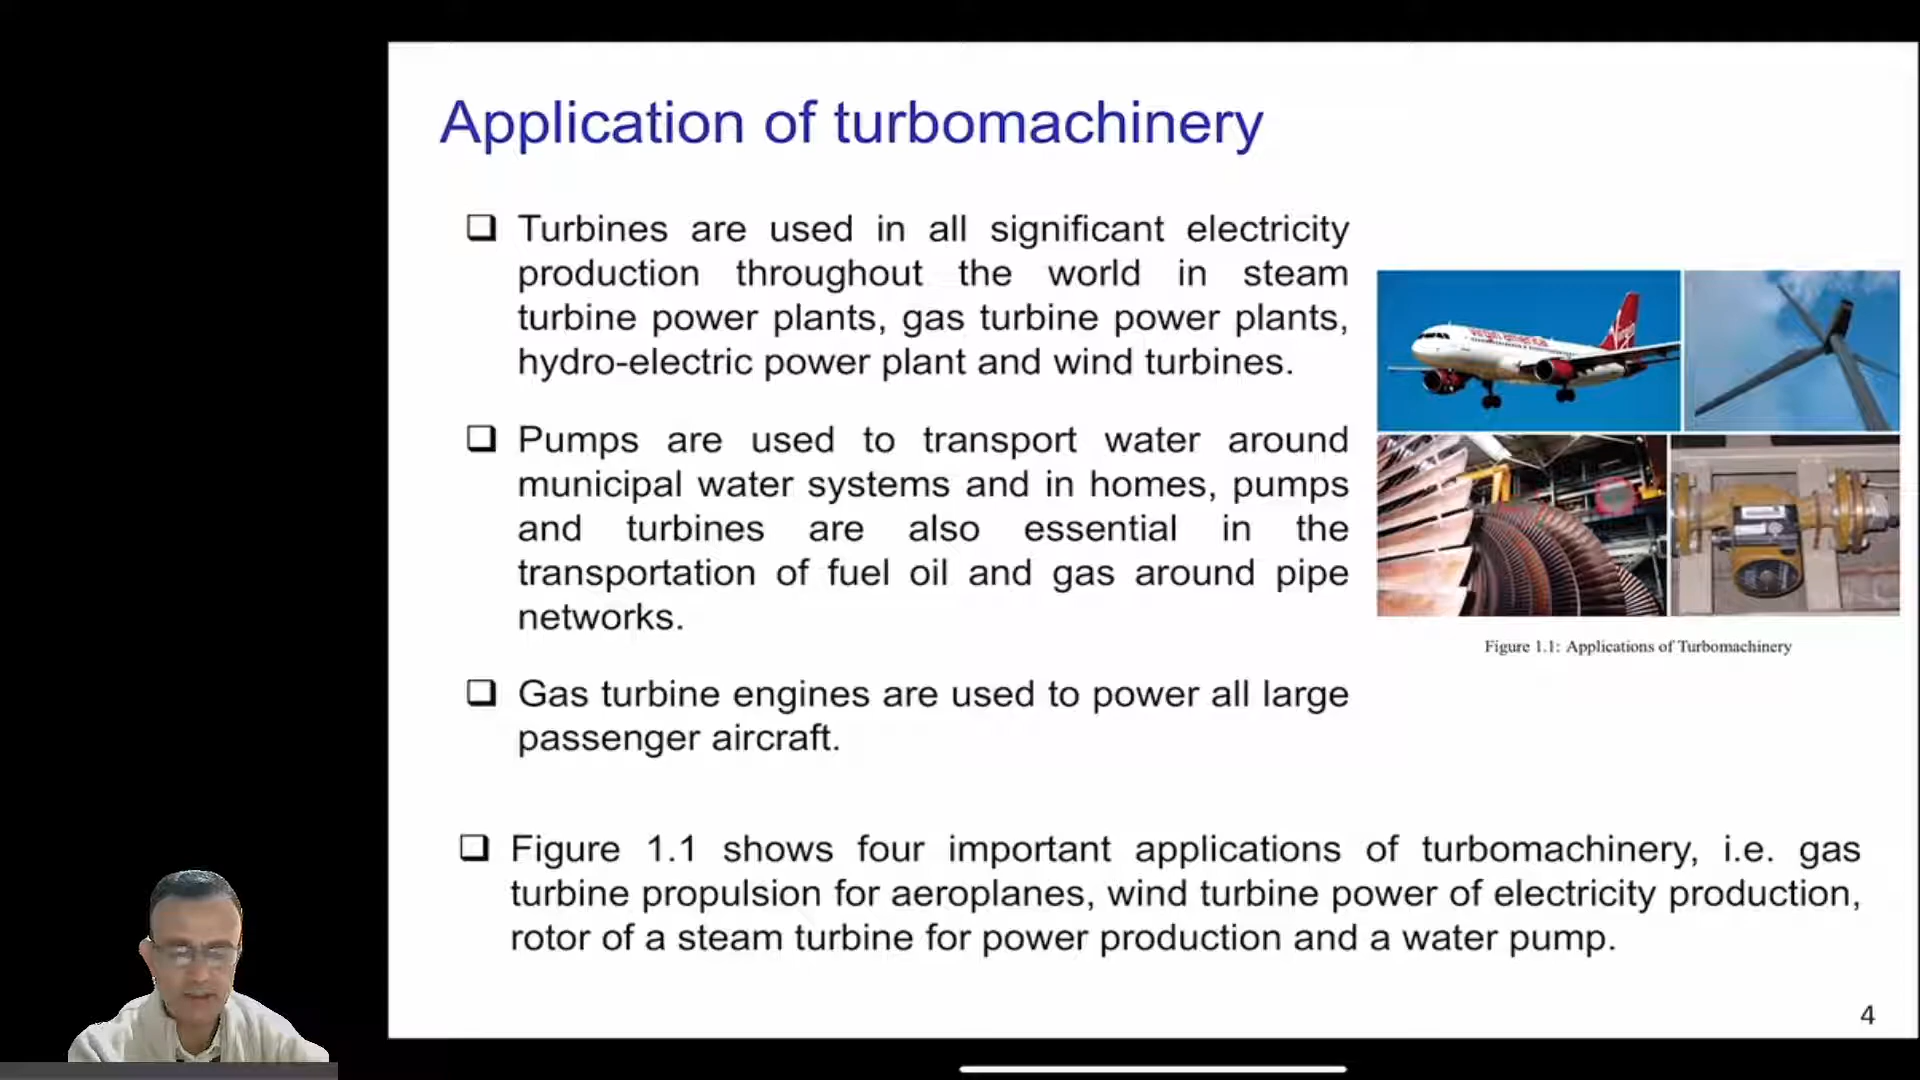 Application of turbomachinery
❑ Turbines are used in all significant electricity
production throughout the world in steam
turbine power plants, gas turbine power plants,
hydro-electric power plant and wind turbines.
❑ Pumps are used to transport water around
municipal water systems and in homes, pumps
and turbines are also essential in the
transportation of fuel oil and gas around pipe
networks.
❑ Gas turbine engines are used to power all large
passenger aircraft.
Figure 1.1: Applications of Turbomachinery
❑ Figure 1.1 shows four important applications of turbomachinery, i.e. gas
turbine propulsion for aeroplanes, wind turbine power of electricity production,
rotor of a steam turbine for power production and a water pump.
4